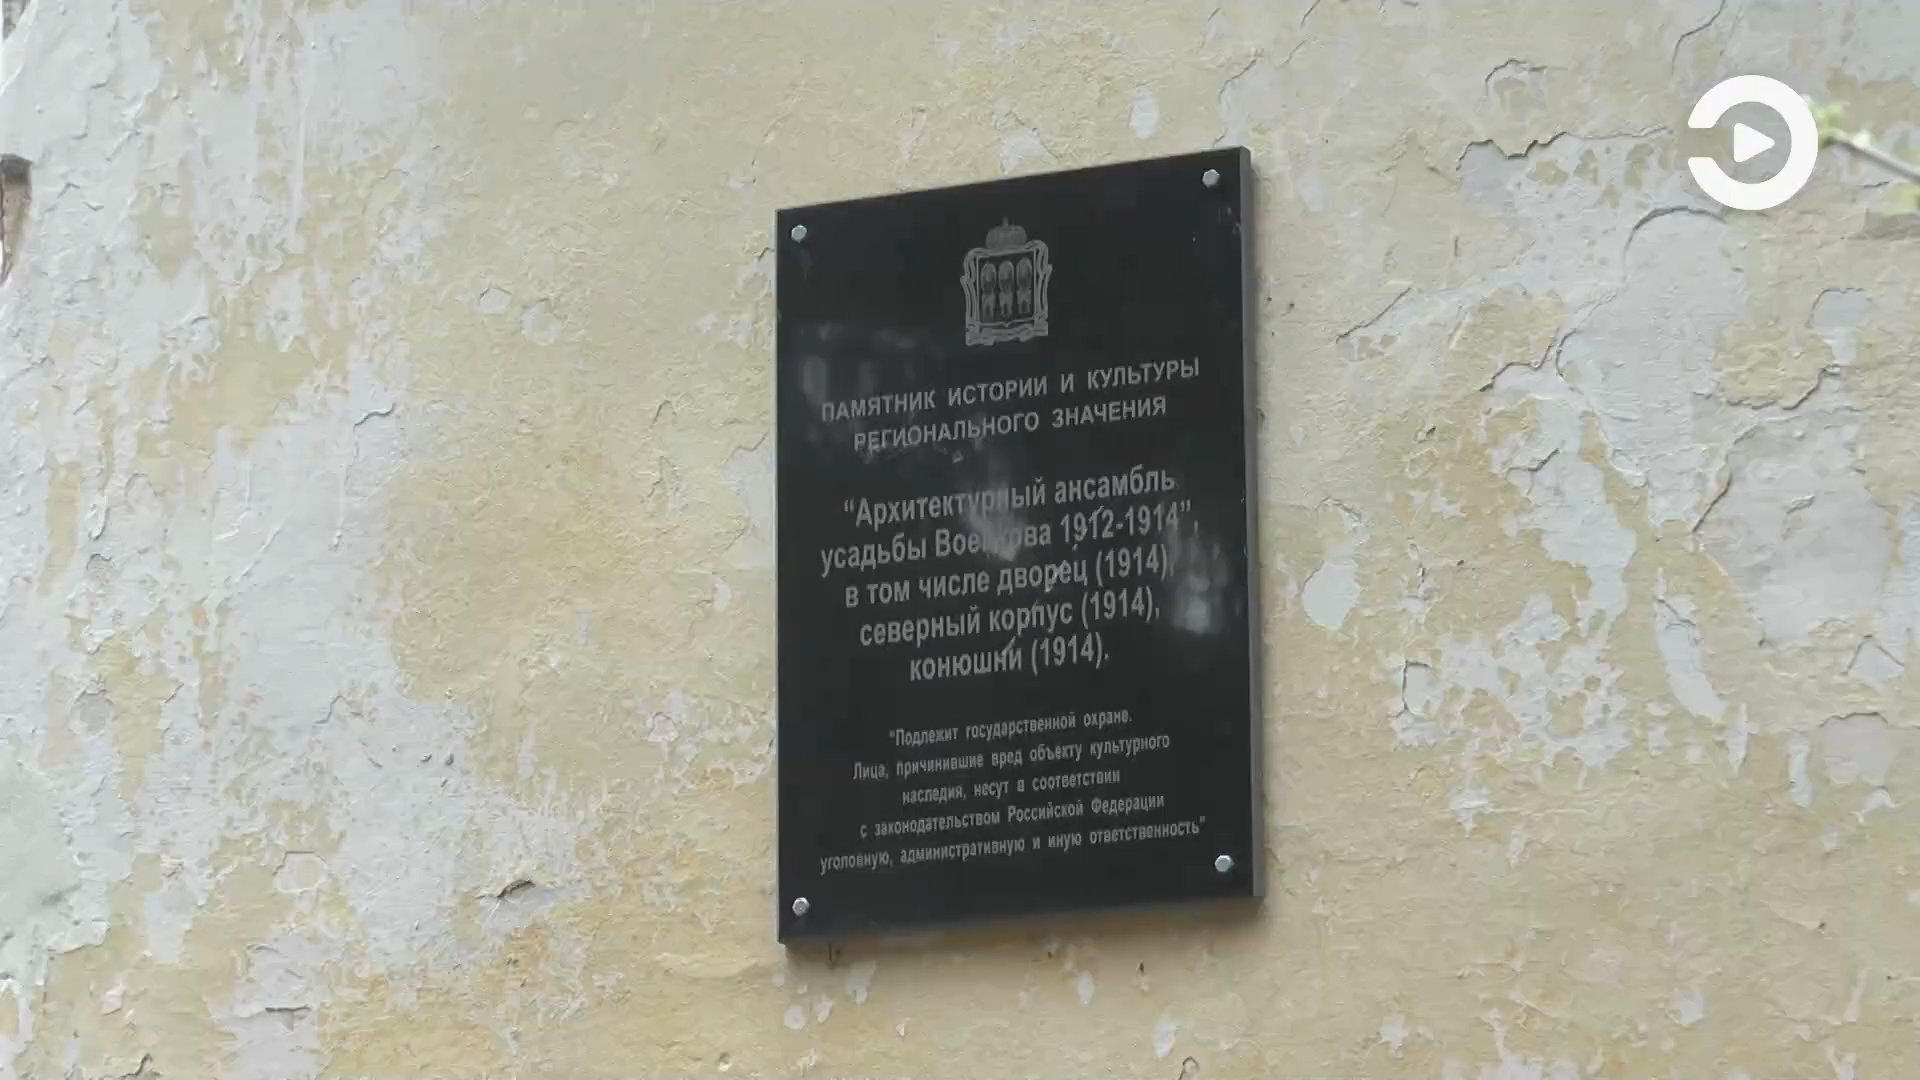 ПАМЯТНИК ИСТОРИИ И КУЛЬТУРЫ
РЕГИОНАЛЬНОГО ЗНАЧЕНИЯ
“Архитектурный ансамбль
усадьбы Воейкова 1912-1914”,
в том числе дворец (1914),
северный корпус (1914),
конюшни (1914).
“Подлежит государственной охране.
Лица, причинившие вред объекту культурного
наследия, несут в соответствии
с законодательством Российской Федерации
уголовную, административную и иную ответственность”